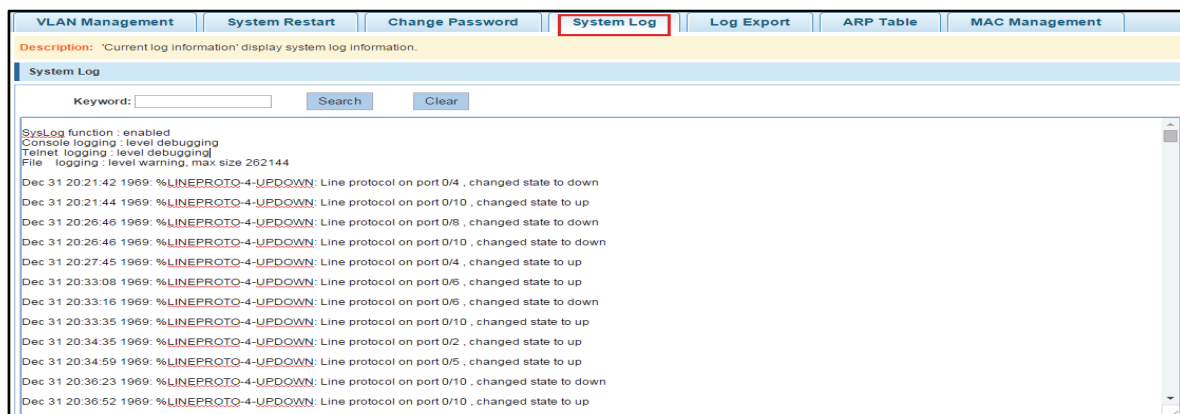 VLAN Management System Restart Change Password System Log Log Export ARP Table MAC Management
Description: 'Current log information' display system log information.
System Log
Keyword: Search Clear
SysLog function : enabled
Console logging : level debugging
Telnet logging : level debugging
File logging : level warning, max size 262144
Dec 31 20:21:42 1969: %LINEPROTO-4-UPDOWN: Line protocol on port 0/4 , changed state to down
Dec 31 20:21:44 1969: %LINEPROTO-4-UPDOWN: Line protocol on port 0/10 , changed state to up
Dec 31 20:26:46 1969: %LINEPROTO-4-UPDOWN: Line protocol on port 0/8 , changed state to down
Dec 31 20:26:46 1969: %LINEPROTO-4-UPDOWN: Line protocol on port 0/10 , changed state to down
Dec 31 20:27:45 1969: %LINEPROTO-4-UPDOWN: Line protocol on port 0/4 , changed state to up
Dec 31 20:33:08 1969: %LINEPROTO-4-UPDOWN: Line protocol on port 0/6 , changed state to up
Dec 31 20:33:16 1969: %LINEPROTO-4-UPDOWN: Line protocol on port 0/6 , changed state to down
Dec 31 20:33:35 1969: %LINEPROTO-4-UPDOWN: Line protocol on port 0/10 , changed state to up
Dec 31 20:34:35 1969: %LINEPROTO-4-UPDOWN: Line protocol on port 0/2 , changed state to up
Dec 31 20:34:59 1969: %LINEPROTO-4-UPDOWN: Line protocol on port 0/5 , changed state to up
Dec 31 20:36:23 1969: %LINEPROTO-4-UPDOWN: Line protocol on port 0/10 , changed state to down
Dec 31 20:36:52 1969: %LINEPROTO-4-UPDOWN: Line protocol on port 0/10 , changed state to up